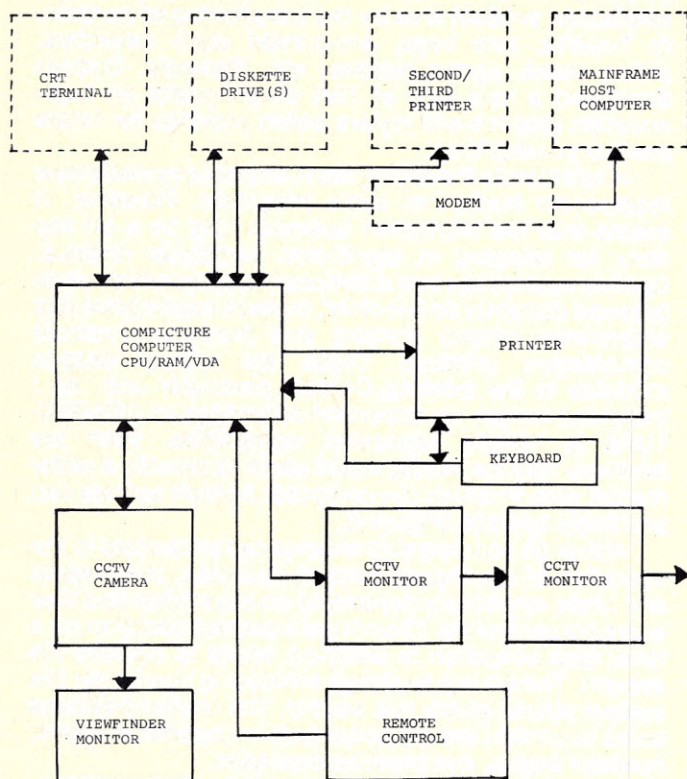 CRT
TERMINAL
DISKETTE
DRIVE(S)
SECOND/
THIRD
PRINTER
MAINFRAME
HOST
COMPUTER
MODEM
COMPICTURE
COMPUTER
CPU/RAM/VDA
PRINTER
KEYBOARD
CCTV
CAMERA
CCTV
MONITOR
CCTV
MONITOR
VIEWFINDER
MONITOR
REMOTE
CONTROL